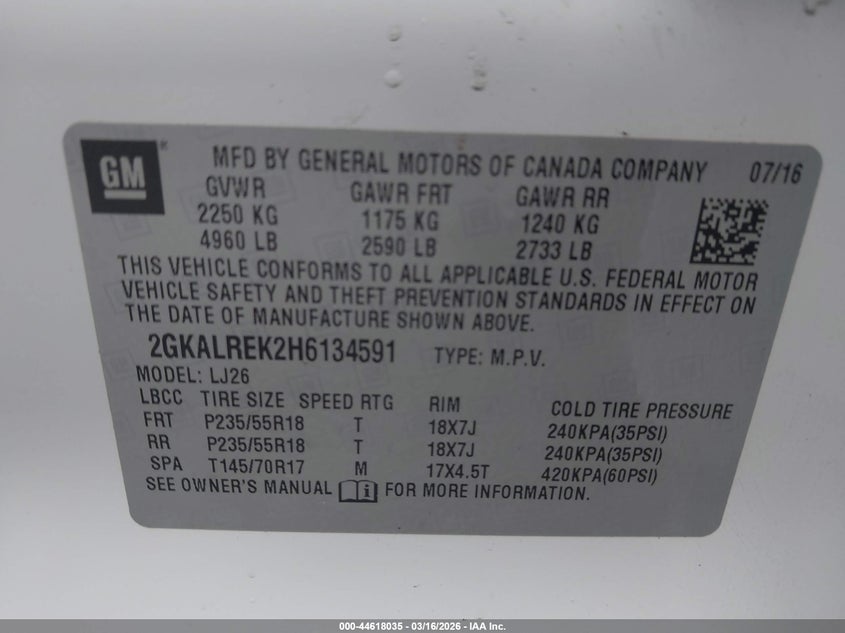 GM
MFD BY GENERAL MOTORS OF CANADA COMPANY 07/16
GVWR GAWR FRT GAWR RR
2250 KG 1175 KG 1240 KG
4960 LB 2590 LB 2733 LB
THIS VEHICLE CONFORMS TO ALL APPLICABLE U.S. FEDERAL MOTOR
VEHICLE SAFETY AND THEFT PREVENTION STANDARDS IN EFFECT ON
THE DATE OF MANUFACTURE SHOWN ABOVE.
2GKALREK2H6134591 TYPE: M.P.V.
MODEL: LJ26
LBCC TIRE SIZE SPEED RTG RIM COLD TIRE PRESSURE
FRT P235/55R18 T 18X7J 240KPA(35PSI)
RR P235/55R18 T 18X7J 240KPA(35PSI)
SPA T145/70R17 M 17X4.5T 420KPA(60PSI)
SEE OWNER'S MANUAL FOR MORE INFORMATION.
000-44618035 - 03/16/2026 - IAA Inc.